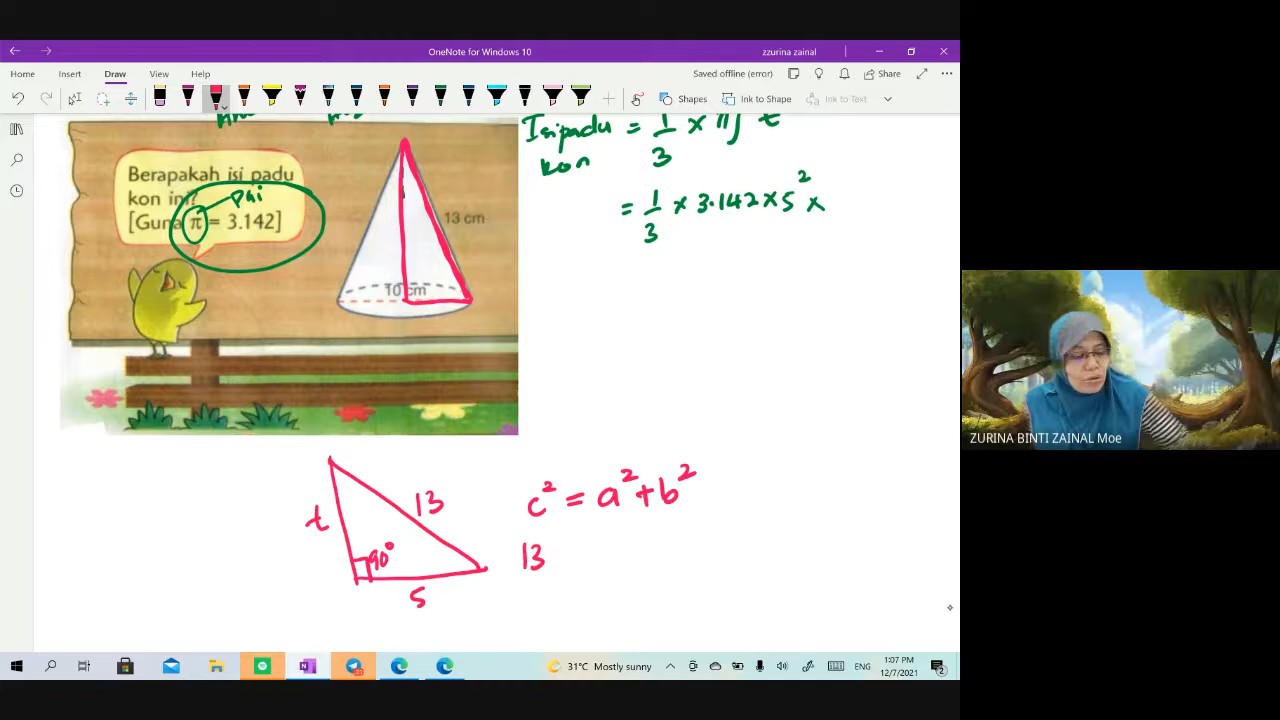 OneNote for Windows 10
zzurina zainal
Home Insert Draw View Help
Saved offline (error)
Share
Shapes
Ink to Shape
Ink to Text
Berapakah isi padu
kon ini?
[Guna π = 3.142]
pai
13 cm
10 cm
Isipadu = 1/3 × πj t
kon
= 1/3 × 3.142 × 5² ×
t
13
90°
5
c² = a² + b²
13
ZURINA BINTI ZAINAL Moe
31°C Mostly sunny
ENG
1:07 PM
12/7/2021
2